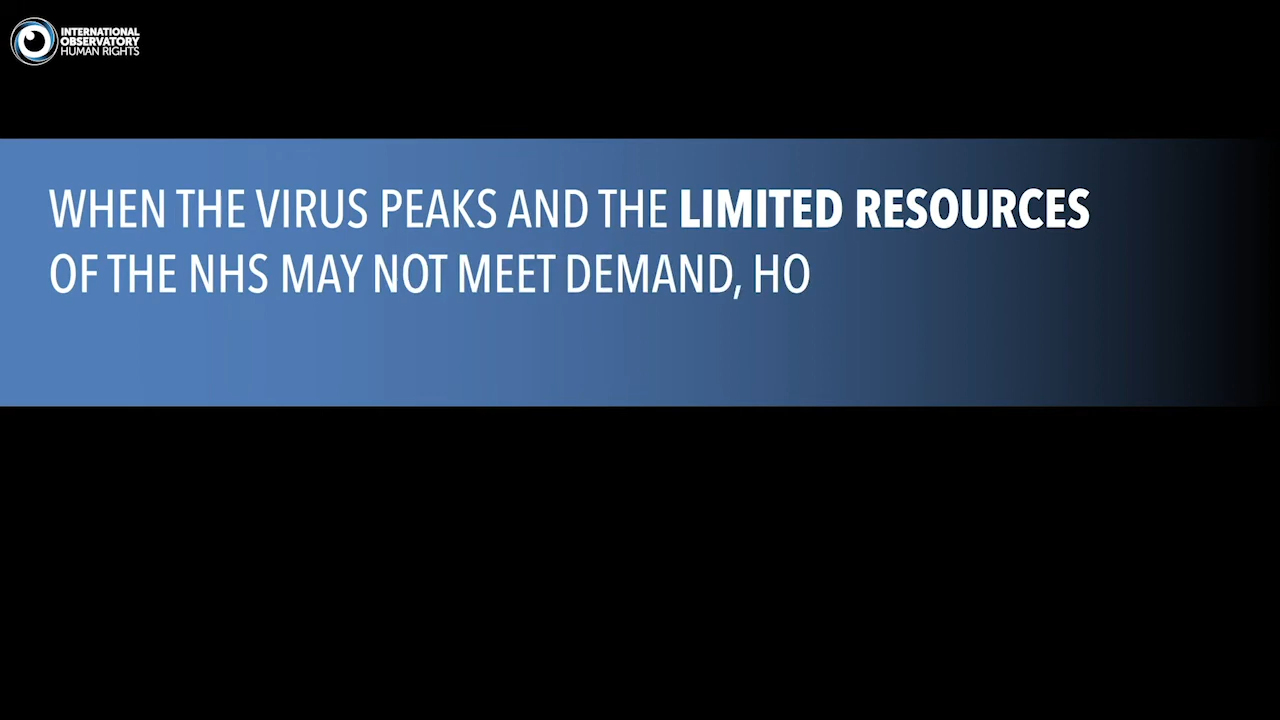 INTERNATIONAL
OBSERVATORY
HUMAN RIGHTS
WHEN THE VIRUS PEAKS AND THE LIMITED RESOURCES
OF THE NHS MAY NOT MEET DEMAND, HO